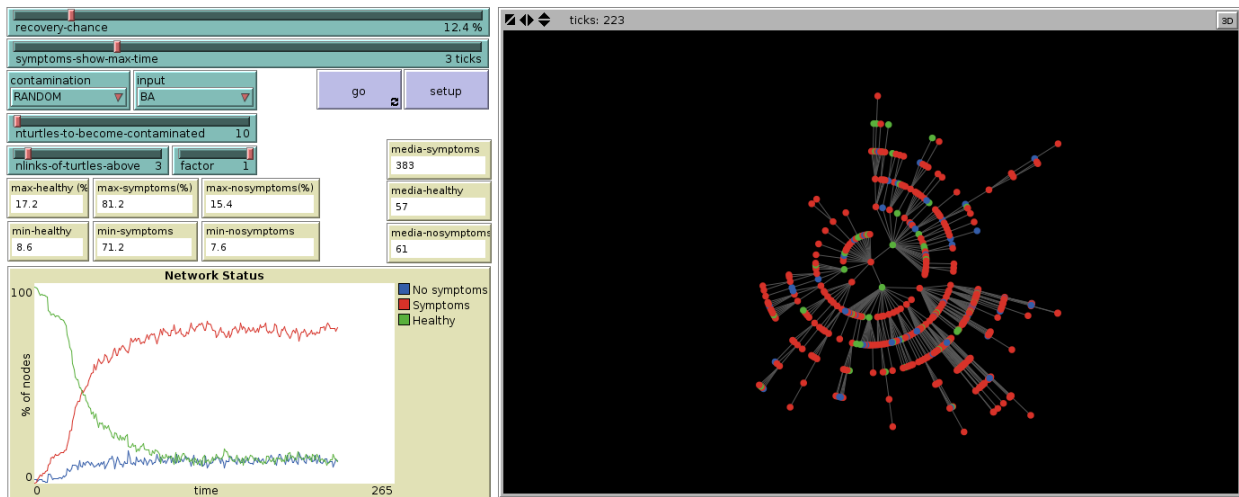 recovery-chance 12.4 %
symptoms-show-max-time 3 ticks
contamination
RANDOM
input
BA
go
setup
nturtles-to-become-contaminated 10
nlinks-of-turtles-above 3
factor 1
media-symptoms
383
max-healthy (%
17.2
max-symptoms(%)
81.2
max-nosymptoms(%)
15.4
media-healthy
57
min-healthy
8.6
min-symptoms
71.2
min-nosymptoms
7.6
media-nosymptoms
61
Network Status
100
0
% of nodes
0
time
265
No symptoms
Symptoms
Healthy
ticks: 223
3D